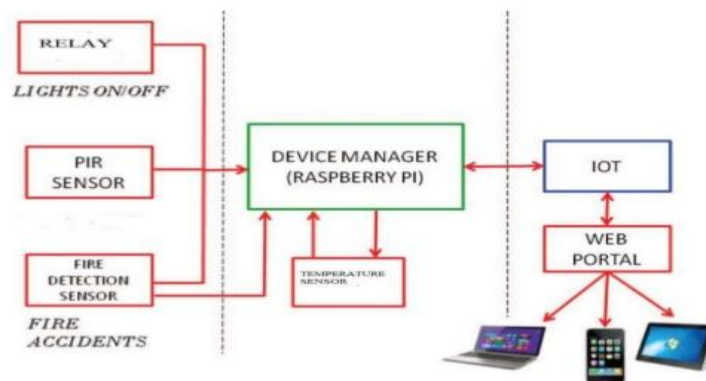 RELAY
LIGHTS ON/OFF
PIR
SENSOR
FIRE
DETECTION
SENSOR
FIRE
ACCIDENTS
DEVICE MANAGER
(RASPBERRY PI)
TEMPERATURE
SENSOR
IOT
WEB
PORTAL